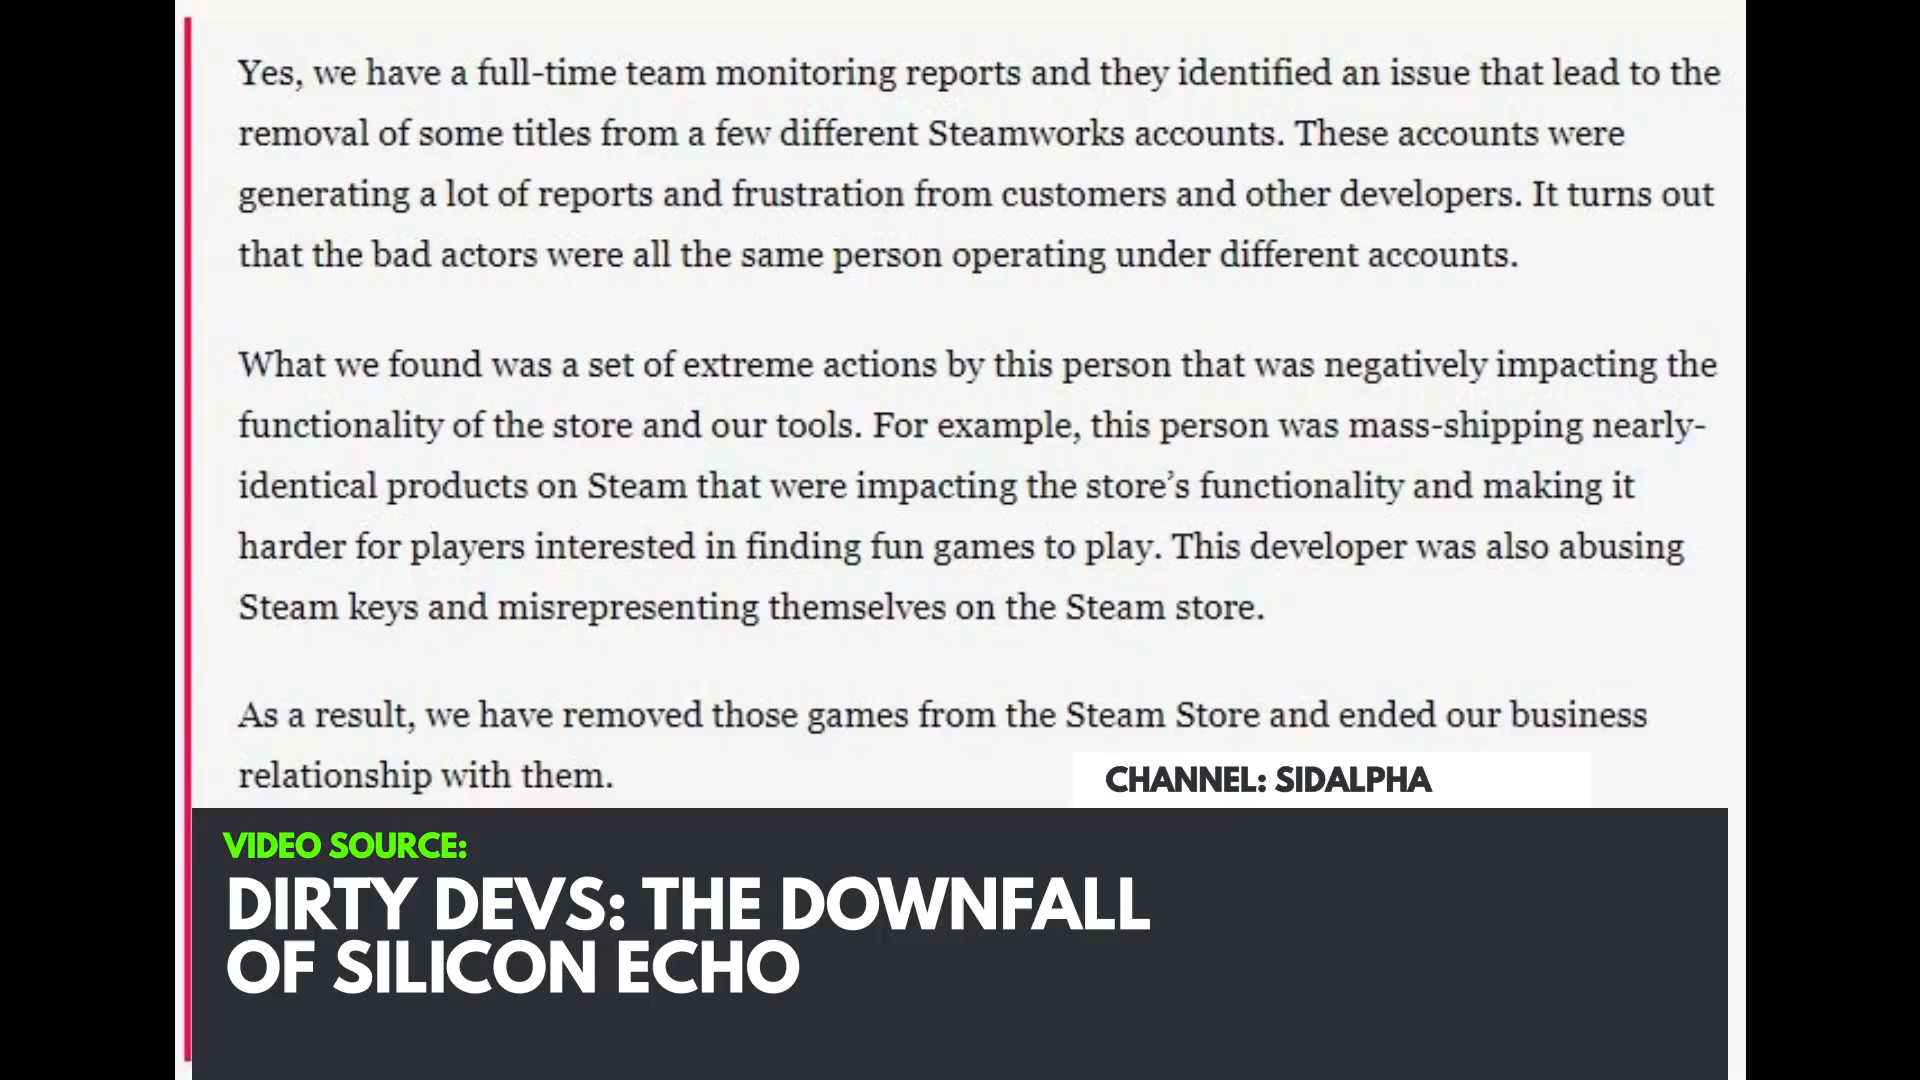 Yes, we have a full-time team monitoring reports and they identified an issue that lead to the
removal of some titles from a few different Steamworks accounts. These accounts were
generating a lot of reports and frustration from customers and other developers. It turns out
that the bad actors were all the same person operating under different accounts.
What we found was a set of extreme actions by this person that was negatively impacting the
functionality of the store and our tools. For example, this person was mass-shipping nearly-
identical products on Steam that were impacting the store’s functionality and making it
harder for players interested in finding fun games to play. This developer was also abusing
Steam keys and misrepresenting themselves on the Steam store.
As a result, we have removed those games from the Steam Store and ended our business
relationship with them.
CHANNEL: SIDALPHA
VIDEO SOURCE:
DIRTY DEVS: THE DOWNFALL
OF SILICON ECHO